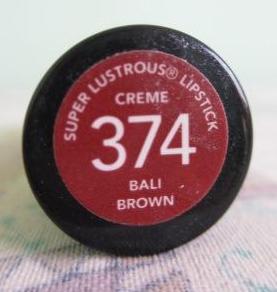 SUPER LUSTROUS® LIPSTICK
CREME
374
BALI
BROWN